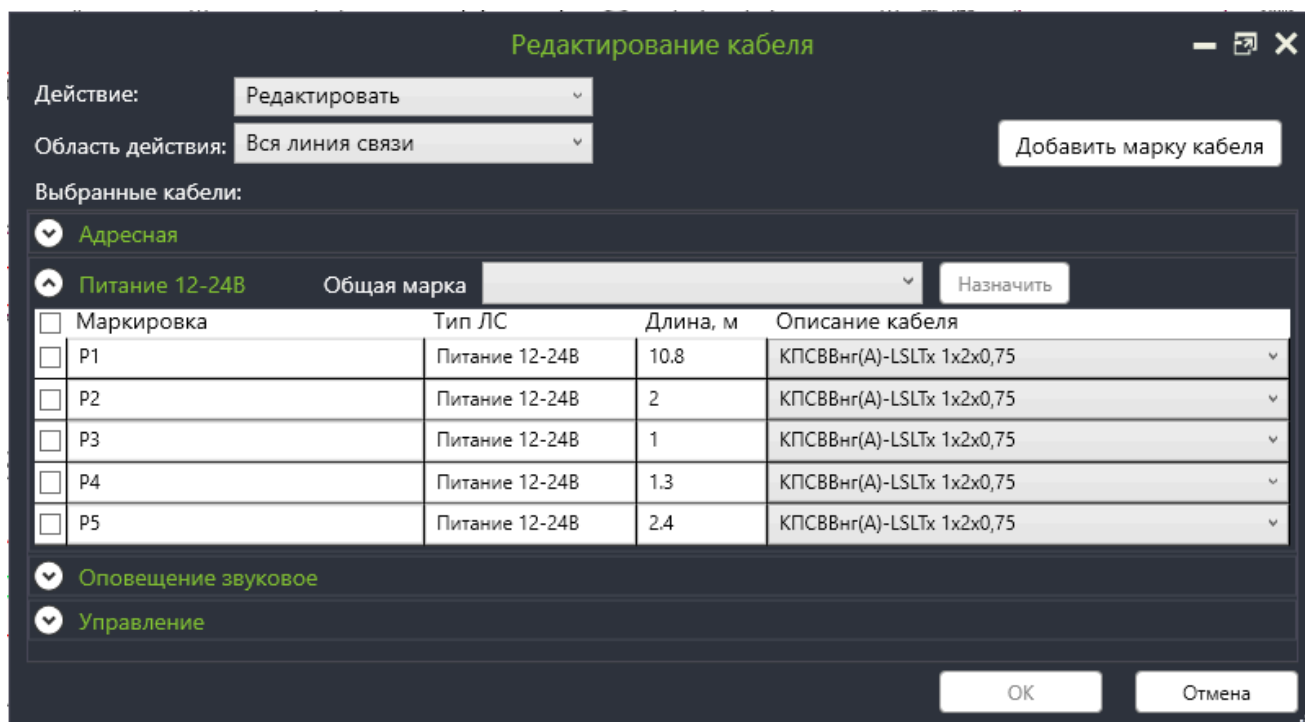 Редактирование кабеля
Действие: Редактировать
Область действия: Вся линия связи Добавить марку кабеля
Выбранные кабели:
Адресная
Питание 12-24В Общая марка Назначить
Маркировка Тип ЛС Длина, м Описание кабеля
Р1 Питание 12-24В 10.8 КПСВВнг(А)-LSLTx 1x2x0,75
Р2 Питание 12-24В 2 КПСВВнг(А)-LSLTx 1x2x0,75
Р3 Питание 12-24В 1 КПСВВнг(А)-LSLTx 1x2x0,75
Р4 Питание 12-24В 1.3 КПСВВнг(А)-LSLTx 1x2x0,75
Р5 Питание 12-24В 2.4 КПСВВнг(А)-LSLTx 1x2x0,75
Оповещение звуковое
Управление
ОК Отмена